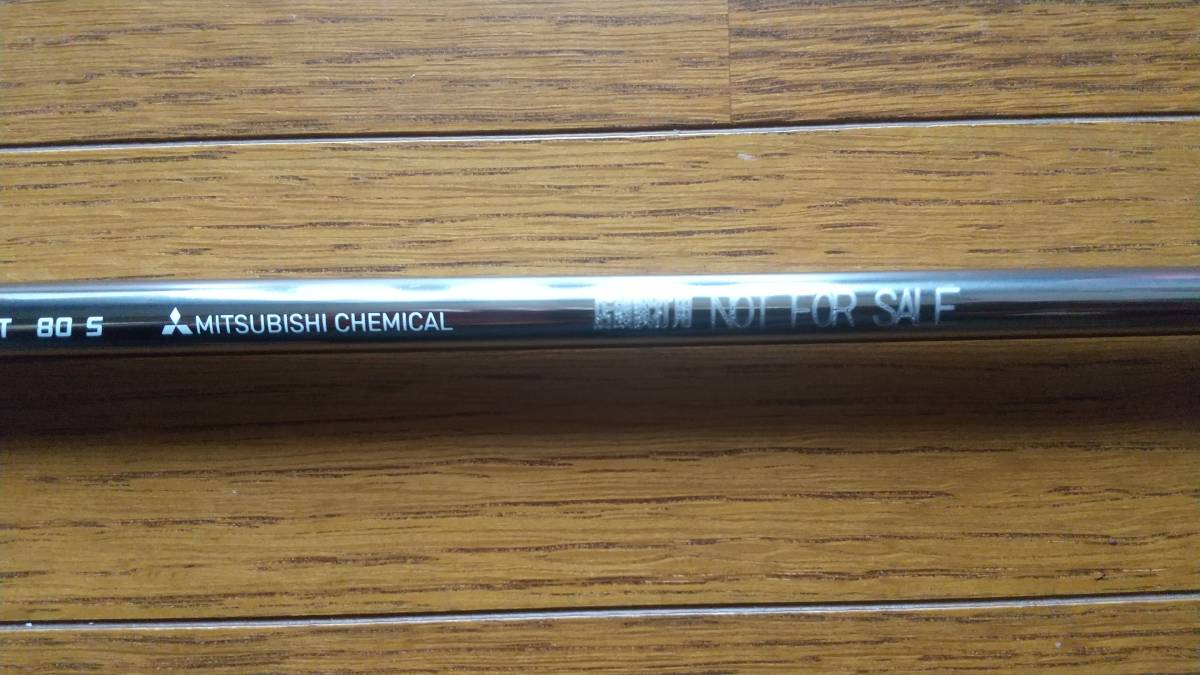 T 80 S MITSUBISHI CHEMICAL NOT FOR SALE